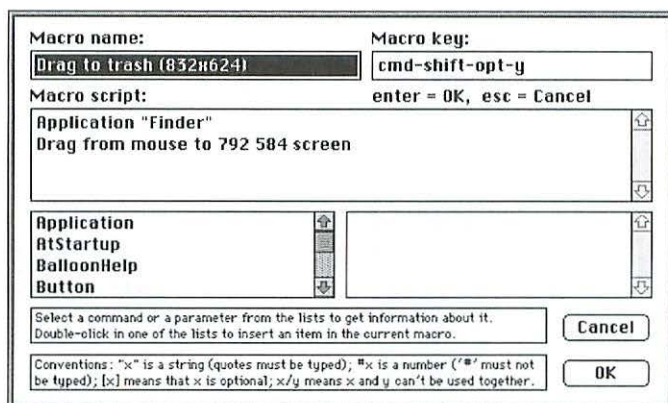 Macro name:
Macro key:
Drag to trash (832x624)
cmd-shift-opt-y
Macro script:
enter = OK, esc = Cancel
Application "Finder"
Drag from mouse to 792 584 screen
Application
AtStartup
BalloonHelp
Button
Select a command or a parameter from the lists to get information about it.
Double-click in one of the lists to insert an item in the current macro.
Cancel
Conventions: "x" is a string (quotes must be typed); #x is a number ('#' must not
be typed); [x] means that x is optional; x/y means x and y can't be used together.
OK